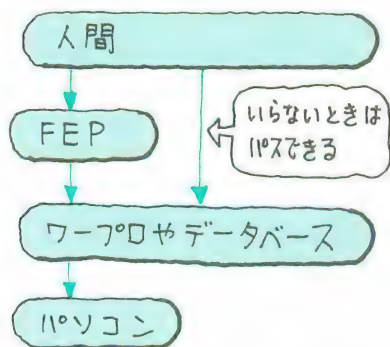 人間
FEP
いらないときは
パスできる
ワープロやデータベース
パソコン